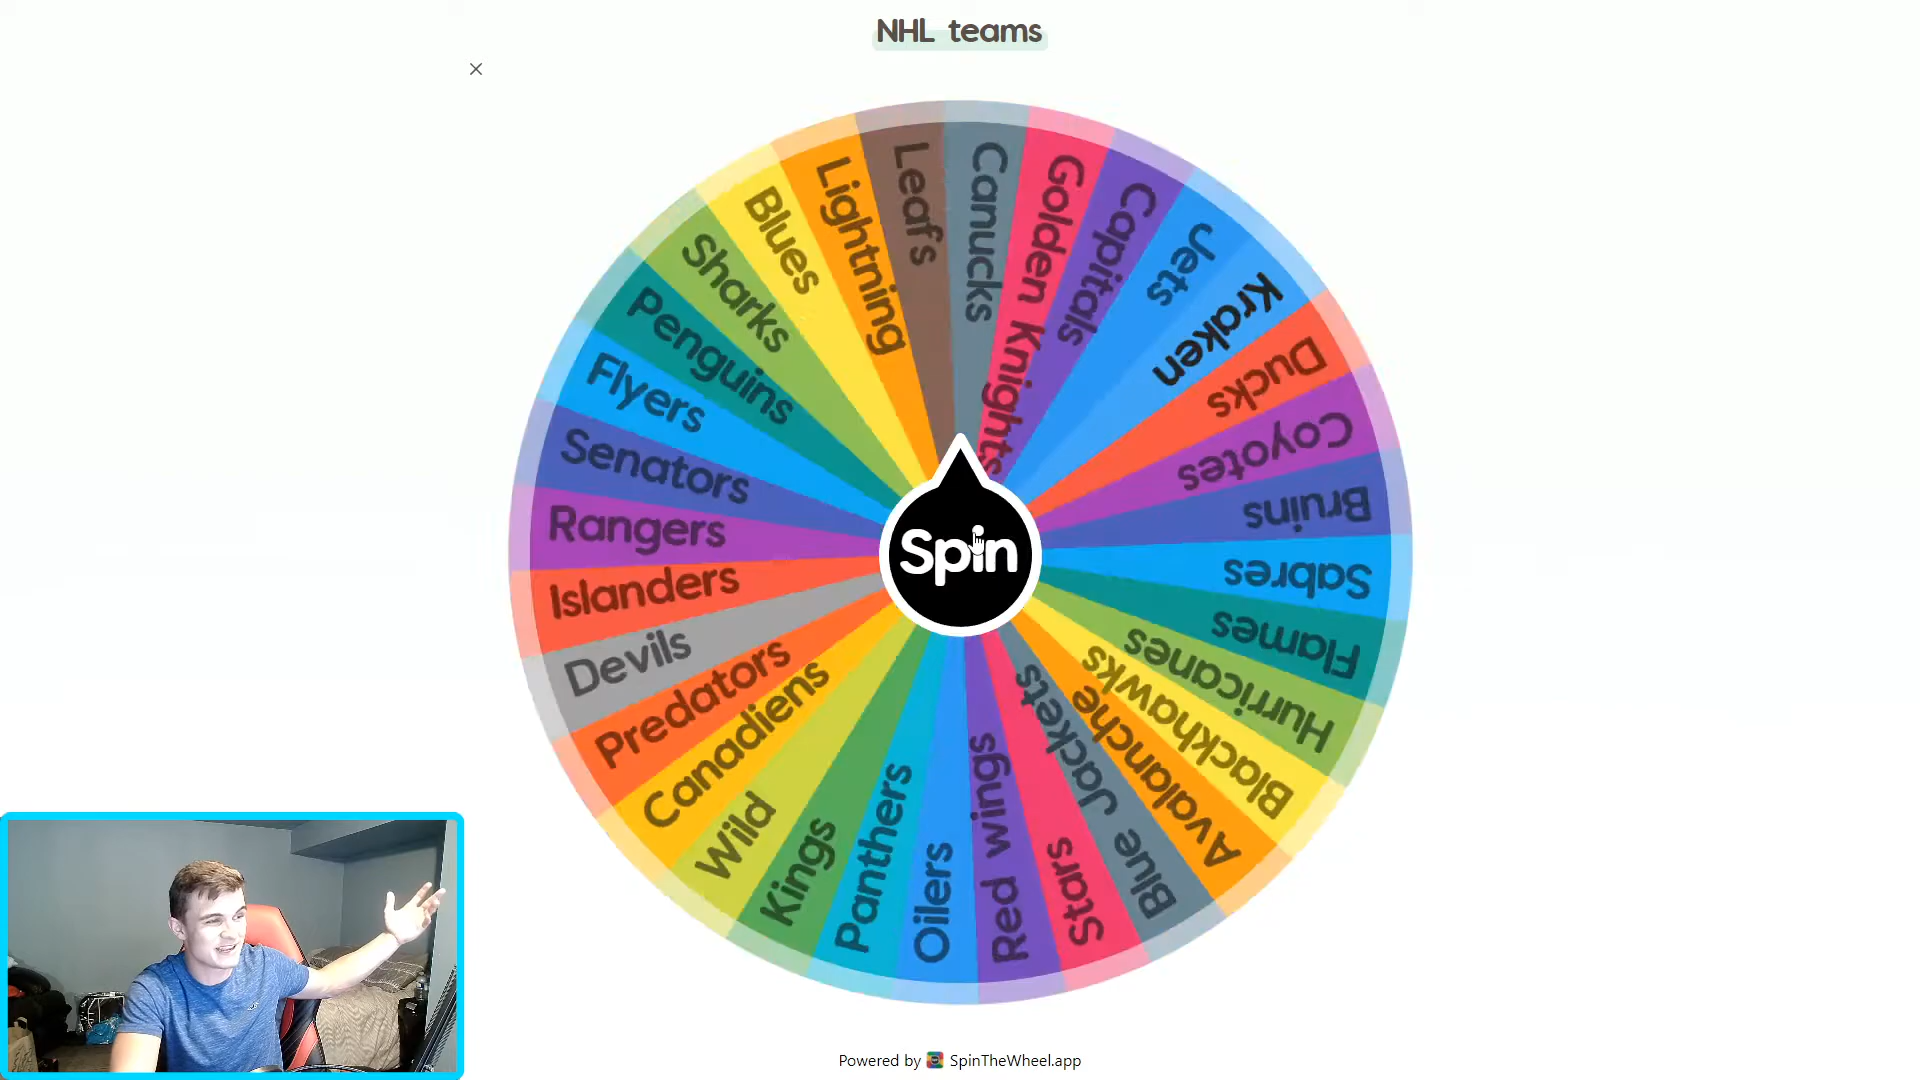 NHL teams
Canucks
Golden Knights
Capitals
Jets
Kraken
Ducks
Coyotes
Bruins
Sabres
Flames
Hurricanes
Blackhawks
Avalanche
Blue Jackets
Stars
Red wings
Oilers
Panthers
Kings
Wild
Canadiens
Predators
Devils
Islanders
Rangers
Senators
Flyers
Penguins
Sharks
Blues
Lightning
Leafs
Spin
Powered by SpinTheWheel.app